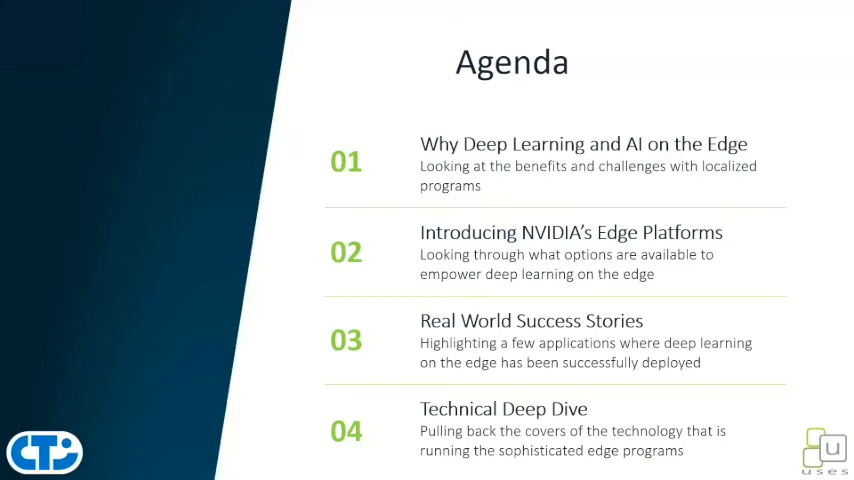 Agenda
01
Why Deep Learning and AI on the Edge
Looking at the benefits and challenges with localized
programs
02
Introducing NVIDIA's Edge Platforms
Looking through what options are available to
empower deep learning on the edge
03
Real World Success Stories
Highlighting a few applications where deep learning
on the edge has been successfully deployed
04
Technical Deep Dive
Pulling back the covers of the technology that is
running the sophisticated edge programs
CTi
u
uses